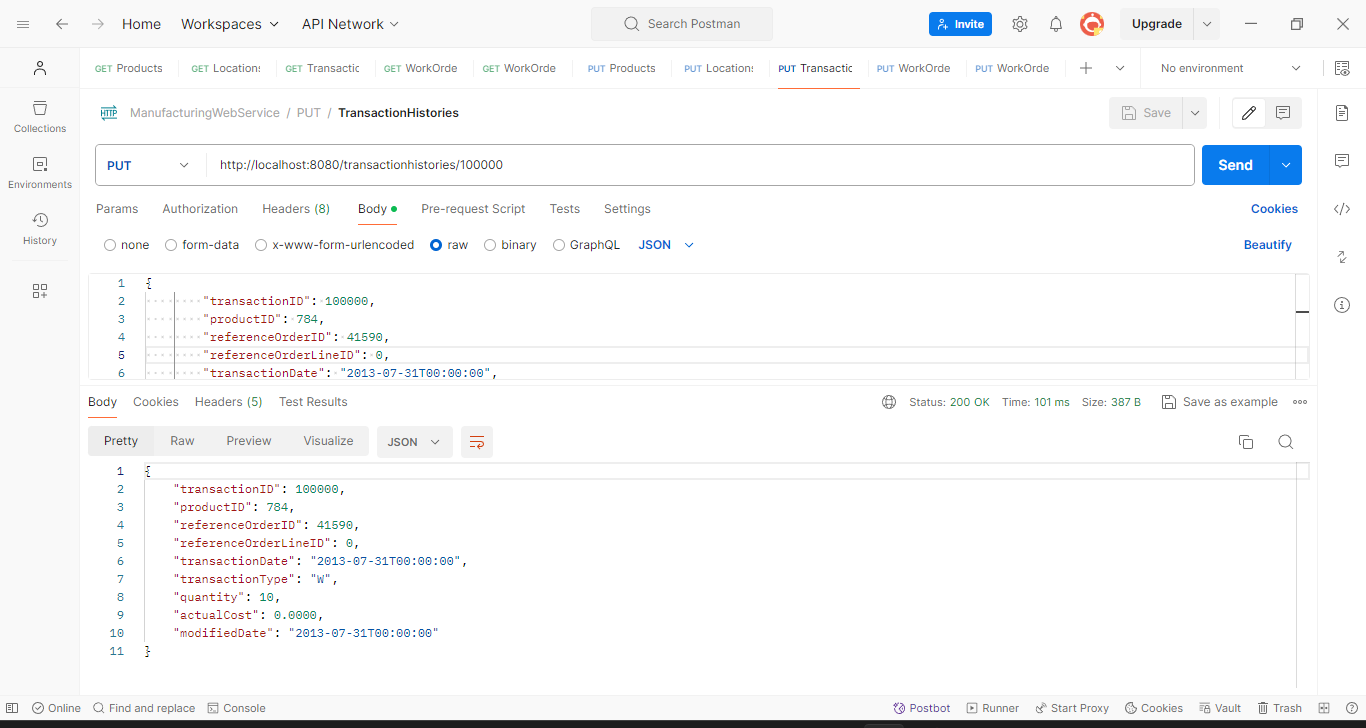 Home Workspaces API Network Search Postman Invite Upgrade
GET Products GET Locations GET Transactic GET WorkOrde GET WorkOrde PUT Products PUT Locations PUT Transactic PUT WorkOrde PUT WorkOrde No environment
HTTP ManufacturingWebService / PUT / TransactionHistories Save
Collections
Environments
History
PUT http://localhost:8080/transactionhistories/100000 Send
Params Authorization Headers (8) Body Pre-request Script Tests Settings Cookies
none form-data x-www-form-urlencoded raw binary GraphQL JSON Beautify
1 {
2 "transactionID": 100000,
3 "productID": 784,
4 "referenceOrderID": 41590,
5 "referenceOrderLineID": 0,
6 "transactionDate": "2013-07-31T00:00:00",
Body Cookies Headers (5) Test Results Status: 200 OK Time: 101 ms Size: 387 B Save as example
Pretty Raw Preview Visualize JSON
1 {
2 "transactionID": 100000,
3 "productID": 784,
4 "referenceOrderID": 41590,
5 "referenceOrderLineID": 0,
6 "transactionDate": "2013-07-31T00:00:00",
7 "transactionType": "W",
8 "quantity": 10,
9 "actualCost": 0.0000,
10 "modifiedDate": "2013-07-31T00:00:00"
11 }
Online Find and replace Console Postbot Runner Start Proxy Cookies Vault Trash